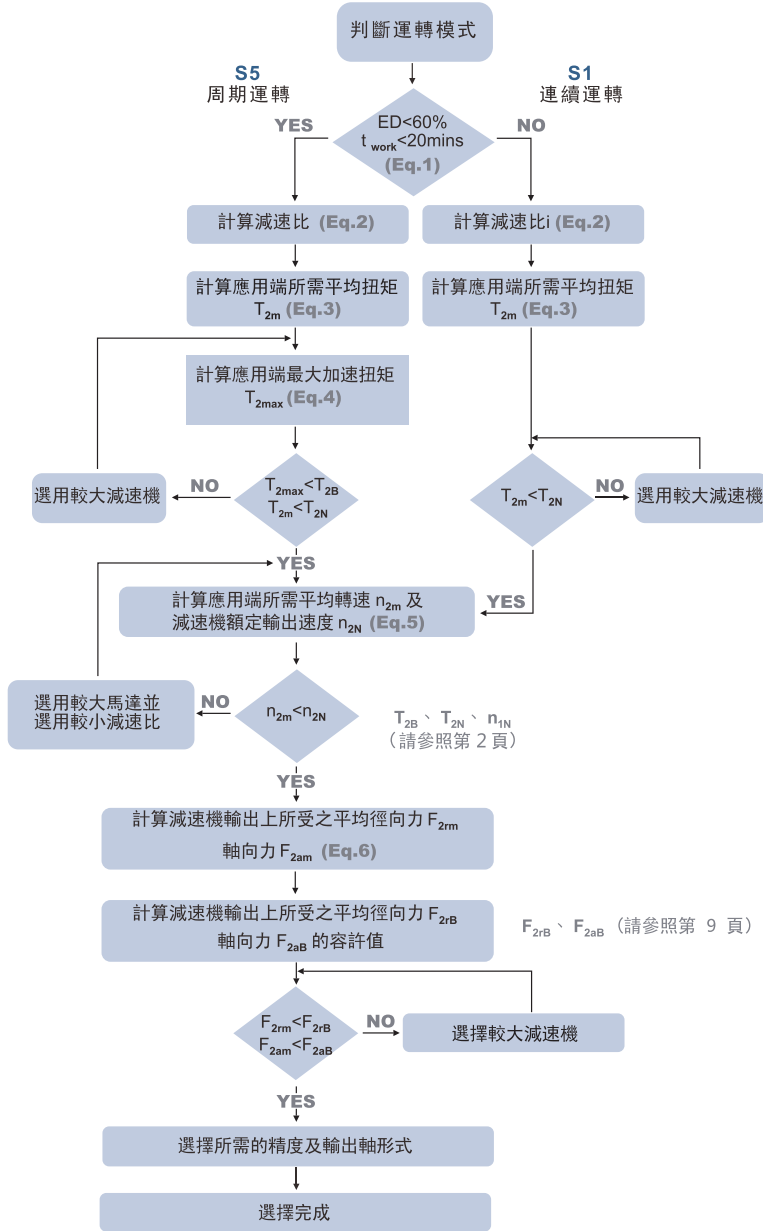 判斷運轉模式
S5
周期運轉
S1
連續運轉
YES
ED<60%
t work<20mins
(Eq.1)
NO
計算減速比 (Eq.2)
計算減速比i (Eq.2)
計算應用端所需平均扭矩
T2m (Eq.3)
計算應用端所需平均扭矩
T2m (Eq.3)
計算應用端最大加速扭矩
T2max (Eq.4)
選用較大減速機
NO
T2max<T2B
T2m<T2N
T2m<T2N
NO
選用較大減速機
YES
YES
計算應用端所需平均轉速 n2m 及
減速機額定輸出速度 n2N (Eq.5)
選用較大馬達並
選用較小減速比
NO
n2m<n2N
T2B、T2N、n1N
（請參照第 2 頁）
YES
計算減速機輸出上所受之平均徑向力 F2rm
軸向力 F2am (Eq.6)
計算減速機輸出上所受之平均徑向力 F2rB
軸向力 F2aB 的容許值
F2rB、F2aB（請參照第 9 頁）
F2rm<F2rB
F2am<F2aB
NO
選擇較大減速機
YES
選擇所需的精度及輸出軸形式
選擇完成